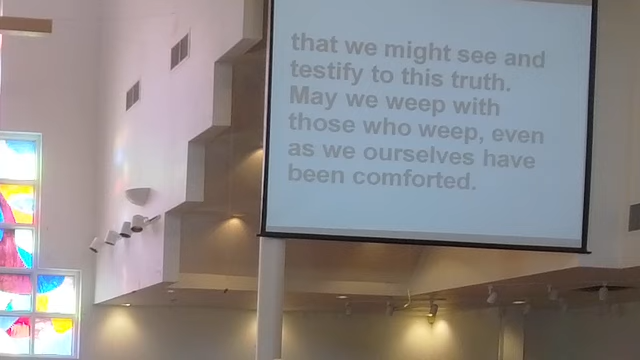 that we might see and
testify to this truth.
May we weep with
those who weep, even
as we ourselves have
been comforted.